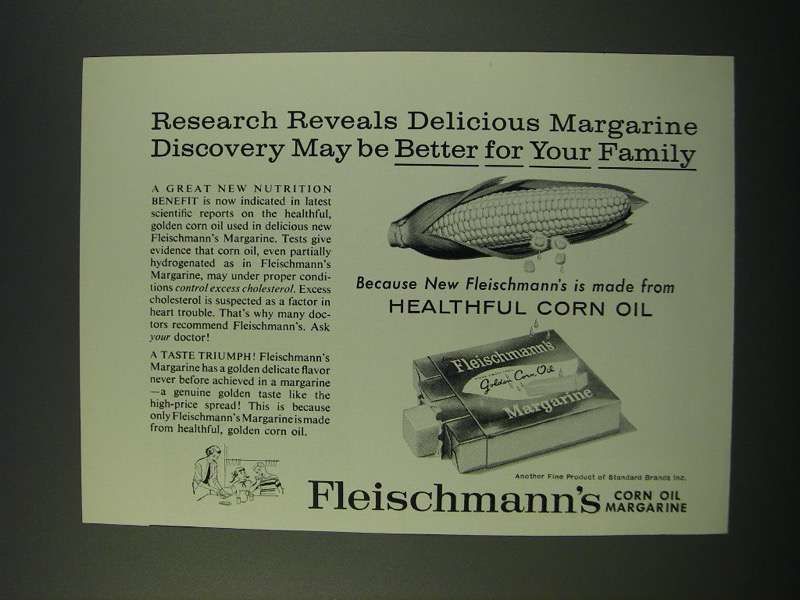 Research Reveals Delicious Margarine
Discovery May be Better for Your Family
A GREAT NEW NUTRITION
BENEFIT is now indicated in latest
scientific reports on the healthful,
golden corn oil used in delicious new
Fleischmann's Margarine. Tests give
evidence that corn oil, even partially
hydrogenated as in Fleischmann's
Margarine, may under proper condi-
tions control excess cholesterol. Excess
cholesterol is suspected as a factor in
heart trouble. That's why many doc-
tors recommend Fleischmann's. Ask
your doctor!
A TASTE TRIUMPH! Fleischmann's
Margarine has a golden delicate flavor
never before achieved in a margarine
—a genuine golden taste like the
high-price spread! This is because
only Fleischmann's Margarine is made
from healthful, golden corn oil.
Because New Fleischmann's is made from
HEALTHFUL CORN OIL
Fleischmann's
Golden Corn Oil
Margarine
Another Fine Product of Standard Brands Inc.
Fleischmann's CORN OIL
MARGARINE